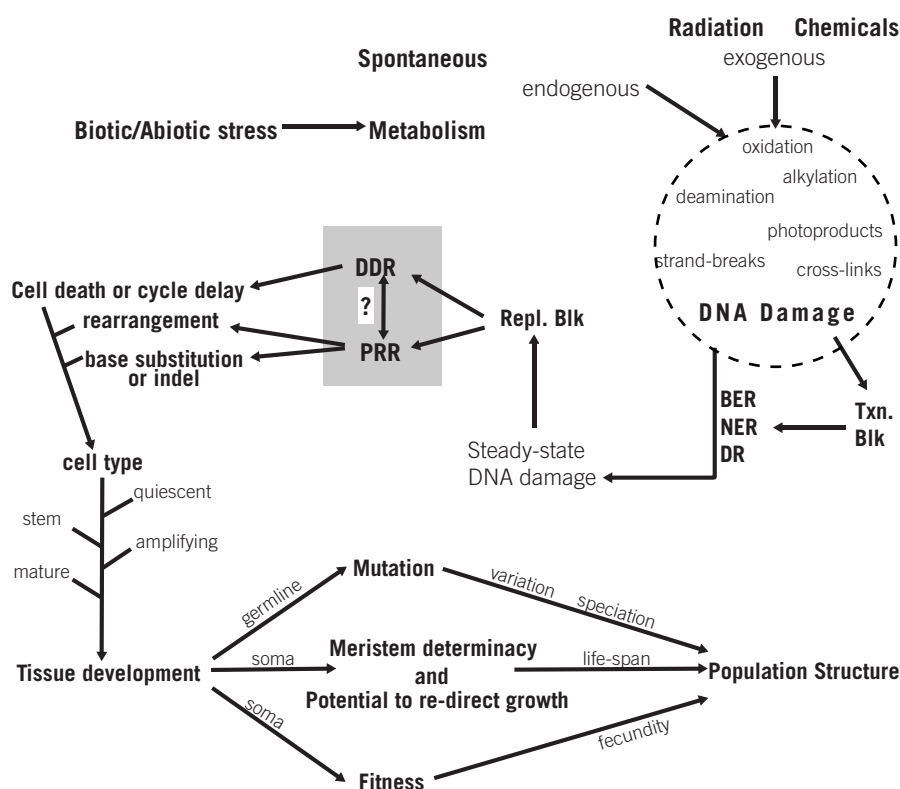 Radiation Chemicals
Spontaneous
exogenous
endogenous
Biotic/Abiotic stress
Metabolism
oxidation
alkylation
deamination
photoproducts
strand-breaks
cross-links
DNA Damage
DDR
?
PRR
Cell death or cycle delay
rearrangement
base substitution
or indel
Repl. Blk
BER
NER
DR
Txn.
Blk
Steady-state
DNA damage
cell type
quiescent
stem
amplifying
mature
Tissue development
germline
Mutation
variation speciation
soma
Meristem determinacy
and
Potential to re-direct growth
life-span
Population Structure
soma
Fitness
fecundity